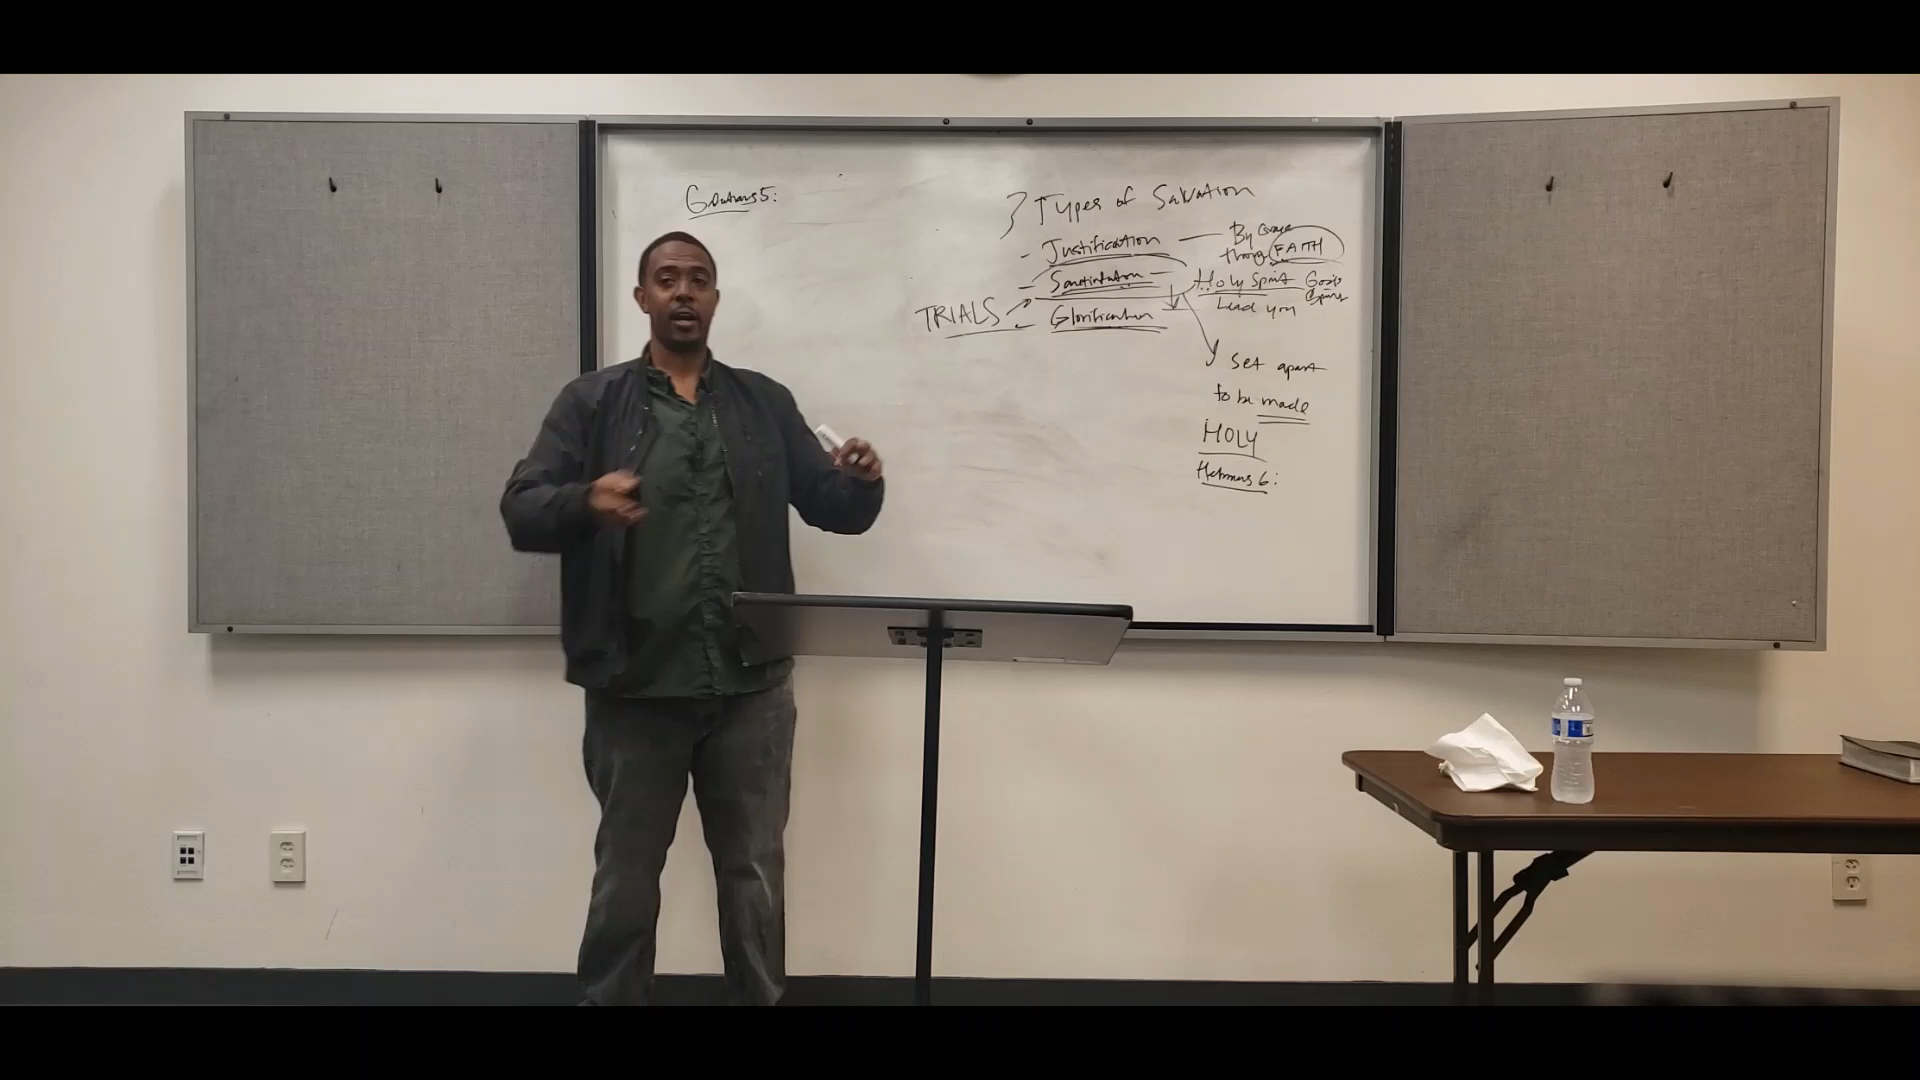 Galatians 5:
3 Types of Salvation
- Justification — By Grace
through FAITH
- Sanctification — Holy Spirit God's Spirit
Lead you
TRIALS - Glorification
Set apart
to be made
HOLY
Hebrews 6: